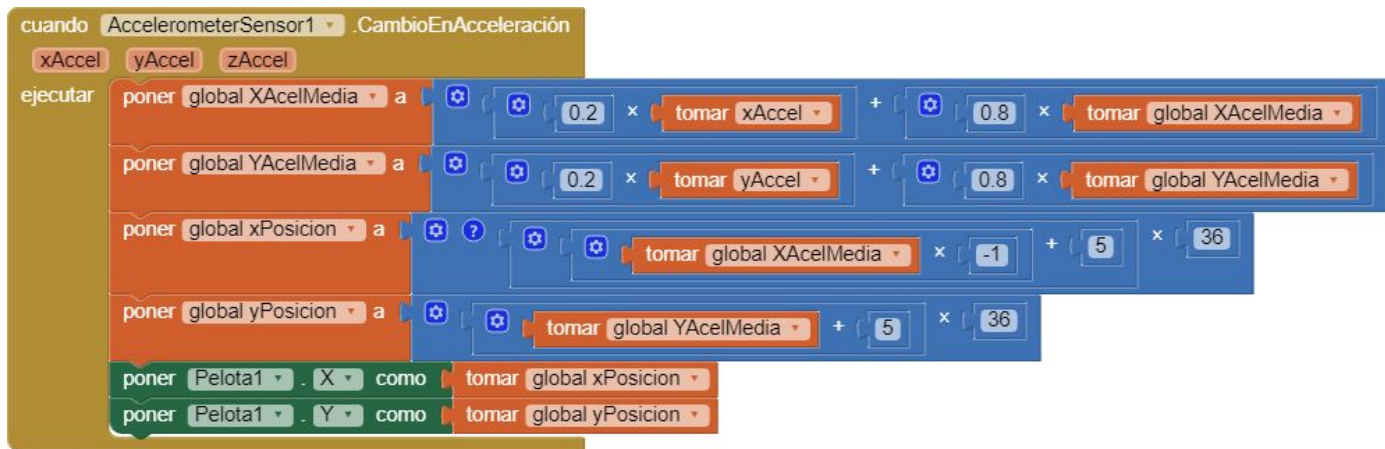 cuando AccelerometerSensor1 .CambioEnAcceleración
xAccel yAccel zAccel
ejecutar poner global XAcelMedia a 0.2 × tomar xAccel + 0.8 × tomar global XAcelMedia
poner global YAcelMedia a 0.2 × tomar yAccel + 0.8 × tomar global YAcelMedia
poner global xPosicion a ? tomar global XAcelMedia × -1 + 5 × 36
poner global yPosicion a tomar global YAcelMedia + 5 × 36
poner Pelota1 . X como tomar global xPosicion
poner Pelota1 . Y como tomar global yPosicion